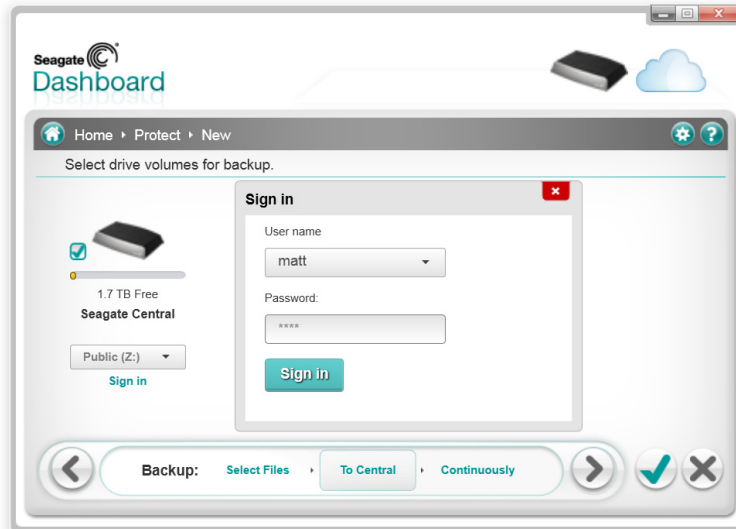 Seagate
Dashboard
Home ▸ Protect ▸ New
?
Select drive volumes for backup.
Sign in
User name
matt
Password:
****
Sign in
1.7 TB Free
Seagate Central
Public (Z:)
Sign in
Backup: Select Files ▸ To Central ▸ Continuously